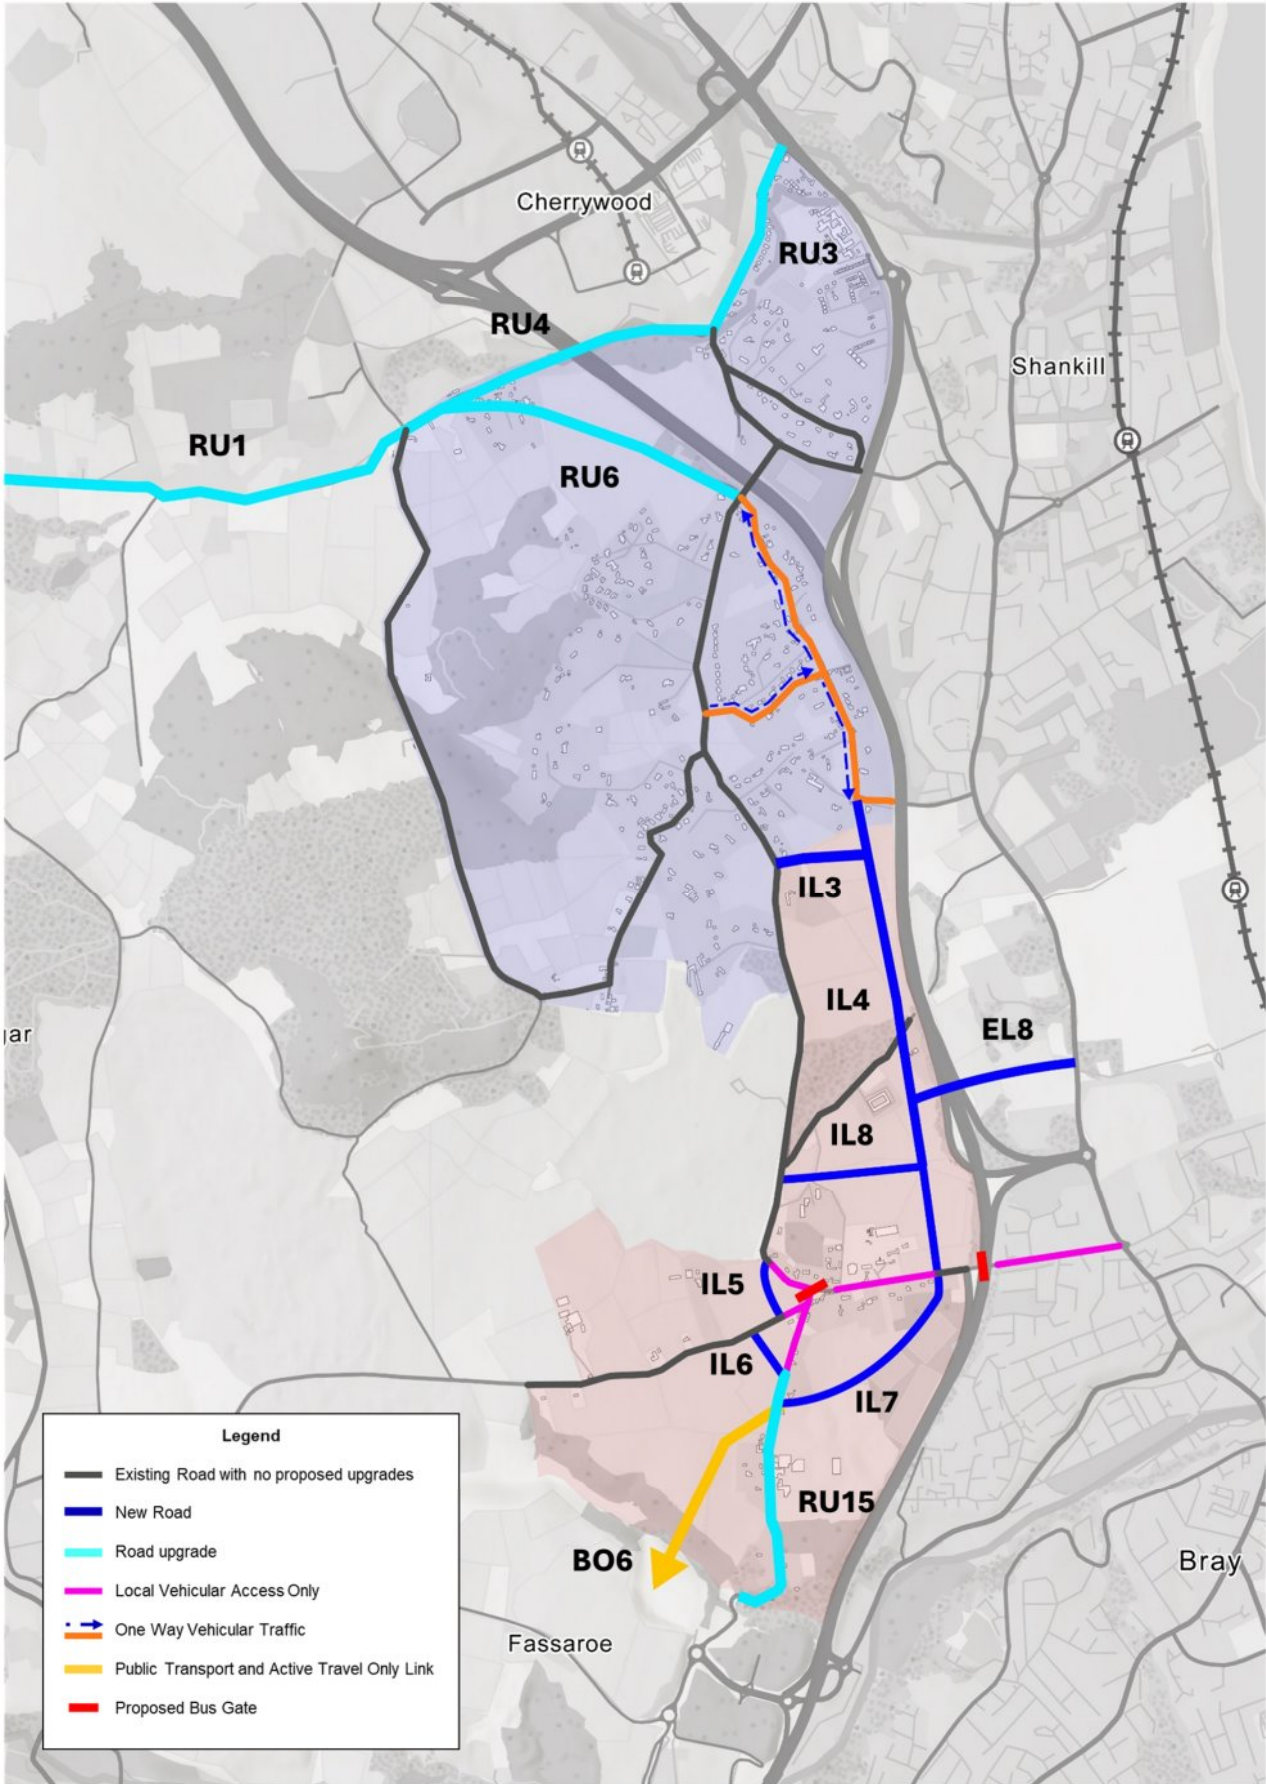 Cherrywood
RU3
RU4
Shankill
RU1
RU6
IL3
IL4
EL8
jar
IL8
IL5
IL6
IL7
RU15
BO6
Bray
Fassaroe
Legend
Existing Road with no proposed upgrades
New Road
Road upgrade
Local Vehicular Access Only
One Way Vehicular Traffic
Public Transport and Active Travel Only Link
Proposed Bus Gate